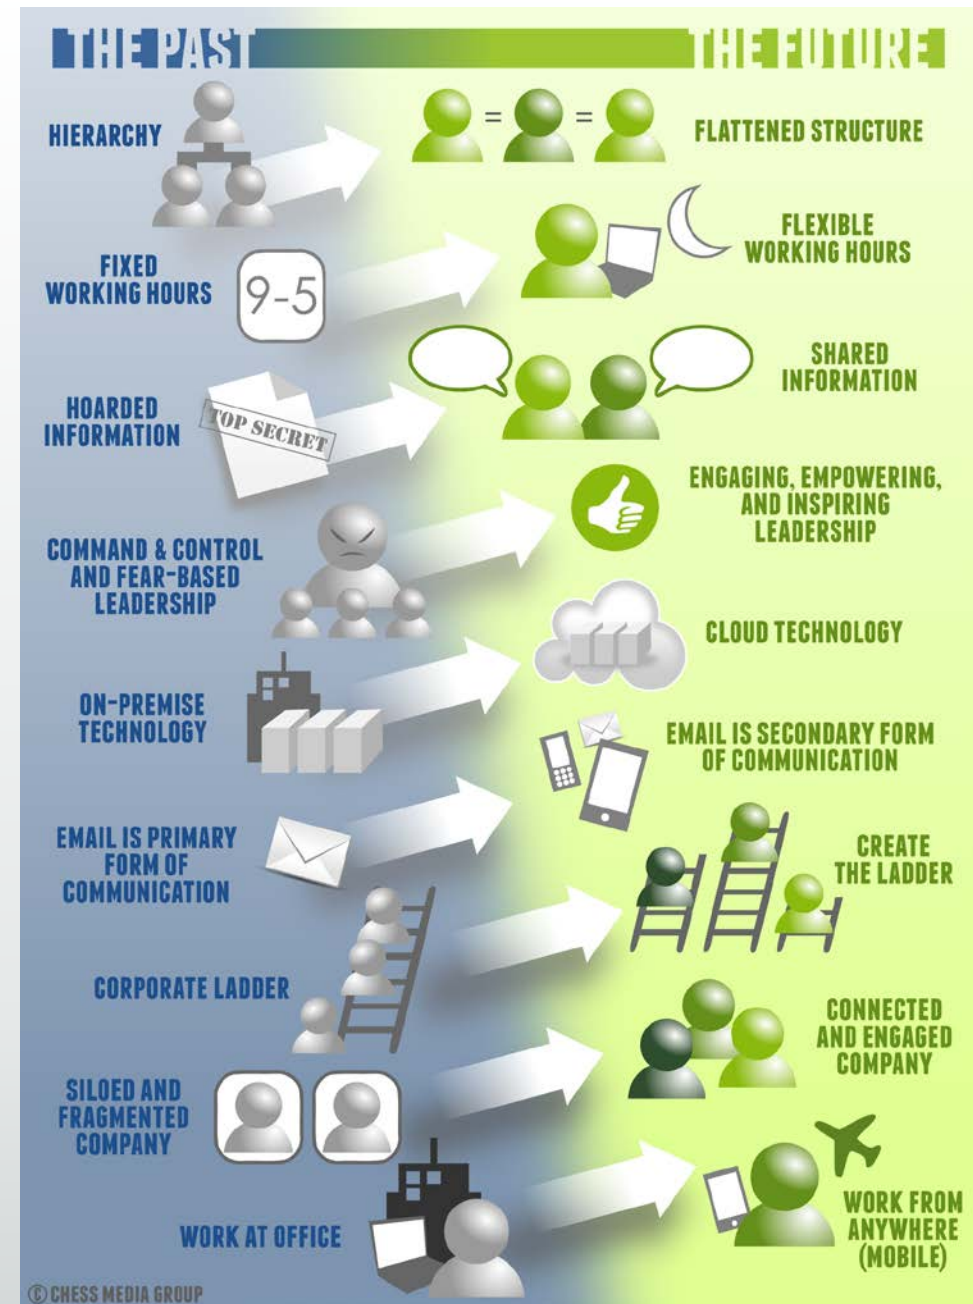 THE PAST
THE FUTURE
HIERARCHY
=
=
FLATTENED STRUCTURE
FIXED
WORKING HOURS
9-5
FLEXIBLE
WORKING HOURS
HOARDED
INFORMATION
TOP SECRET
SHARED
INFORMATION
COMMAND & CONTROL
AND FEAR-BASED
LEADERSHIP
ENGAGING, EMPOWERING,
AND INSPIRING
LEADERSHIP
ON-PREMISE
TECHNOLOGY
CLOUD TECHNOLOGY
EMAIL IS PRIMARY
FORM OF
COMMUNICATION
EMAIL IS SECONDARY FORM
OF COMMUNICATION
CORPORATE LADDER
CREATE
THE LADDER
SILOED AND
FRAGMENTED
COMPANY
CONNECTED
AND ENGAGED
COMPANY
WORK AT OFFICE
WORK FROM
ANYWHERE
(MOBILE)
© CHESS MEDIA GROUP